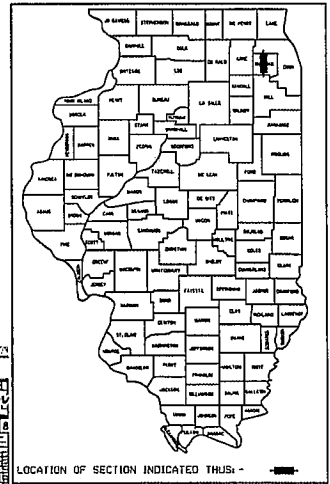 JO DAVIESS STEPHENSON WINNEBAGO BOONE MC HENRY LAKE
CARROLL OGLE
DE KALB KANE COOK
WHITESIDE LEE
KENDALL WILL
ROCK ISLAND HENRY BUREAU LA SALLE GRUNDY
MERCER
PUTNAM KANKAKEE
STARK MARSHALL LIVINGSTON
KNOX PEORIA WOODFORD IROQUOIS
HENDERSON WARREN
FORD
HANCOCK MC DONOUGH FULTON TAZEWELL MC LEAN
MASON
SCHUYLER LOGAN DE WITT CHAMPAIGN VERMILION
ADAMS BROWN CASS MENARD MACON PIATT
DOUGLAS EDGAR
PIKE SCOTT MORGAN SANGAMON CHRISTIAN MOULTRIE COLES
SHELBY CUMBERLAND CLARK
GREENE MACOUPIN MONTGOMERY
CALHOUN JERSEY FAYETTE EFFINGHAM JASPER CRAWFORD
MADISON BOND CLAY RICHLAND LAWRENCE
MARION
CLINTON WAYNE
ST. CLAIR WASHINGTON JEFFERSON
MONROE
RANDOLPH PERRY HAMILTON WHITE
FRANKLIN
JACKSON WILLIAMSON SALINE GALLATIN
UNION JOHNSON POPE HARDIN
PULASKI MASSAC
LOCATION OF SECTION INDICATED THUS: -